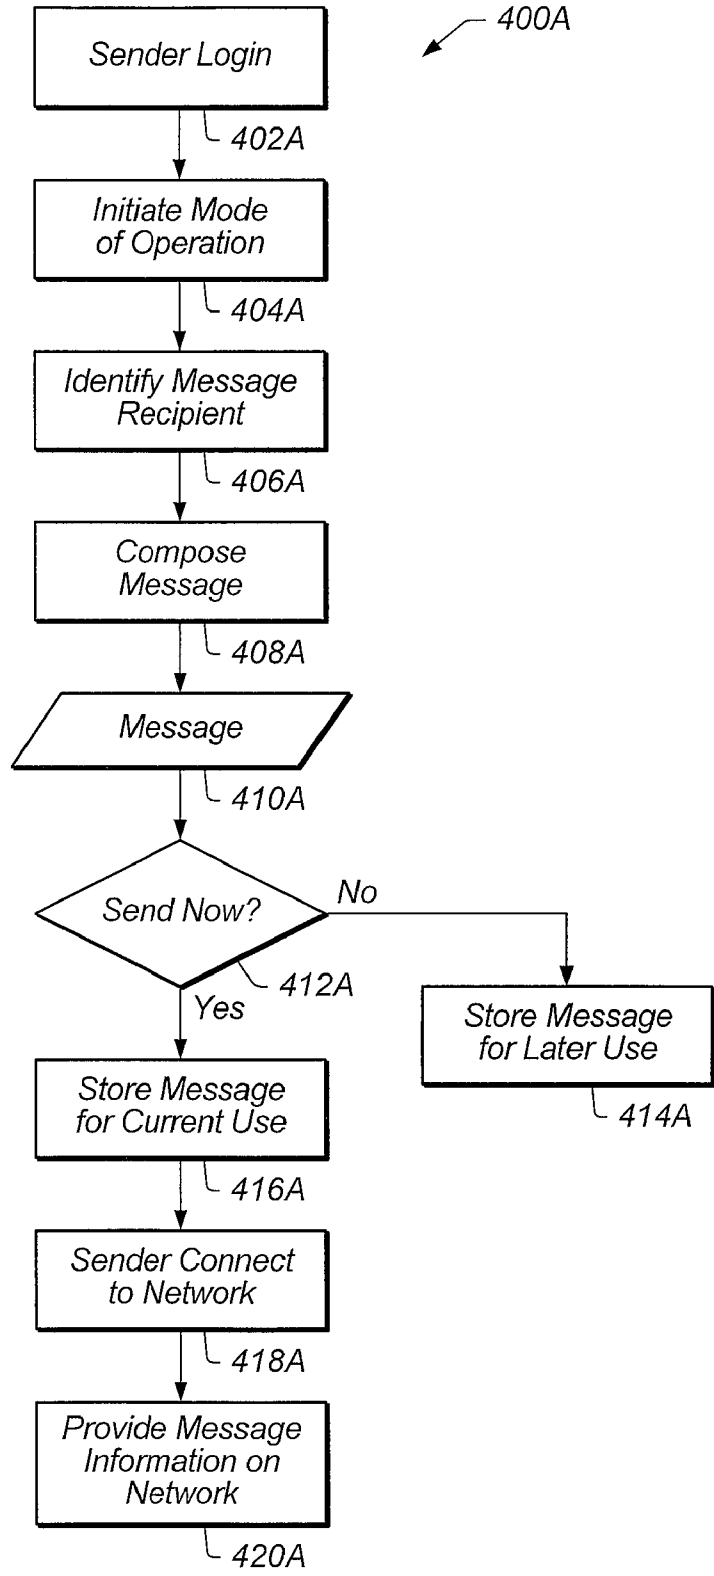 400A
Sender Login
402A
Initiate Mode
of Operation
404A
Identify Message
Recipient
406A
Compose
Message
408A
Message
410A
Send Now?
No
412A
Yes
Store Message
for Later Use
414A
Store Message
for Current Use
416A
Sender Connect
to Network
418A
Provide Message
Information on
Network
420A